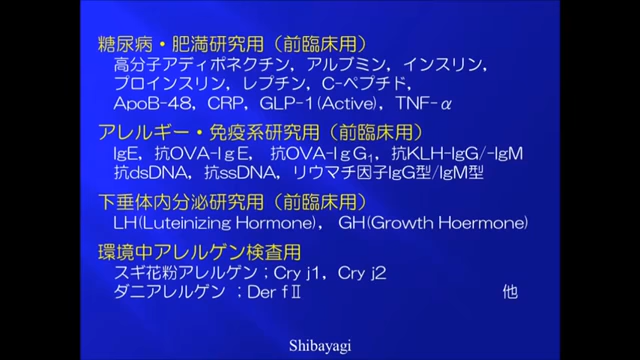 糖尿病・肥満研究用（前臨床用）
高分子アディポネクチン，アルブミン，インスリン，
プロインスリン，レプチン，C-ペプチド，
ApoB-48，CRP，GLP-1(Active)，TNF-α
アレルギー・免疫系研究用（前臨床用）
IgE，抗OVA-IgE，抗OVA-IgG₁，抗KLH-IgG/-IgM
抗dsDNA，抗ssDNA，リウマチ因子IgG型/IgM型
下垂体内分泌研究用（前臨床用）
LH(Luteinizing Hormone)，GH(Growth Hoermone)
環境中アレルゲン検査用
スギ花粉アレルゲン；Cry j1，Cry j2
ダニアレルゲン ；Der fⅡ 他
Shibayagi